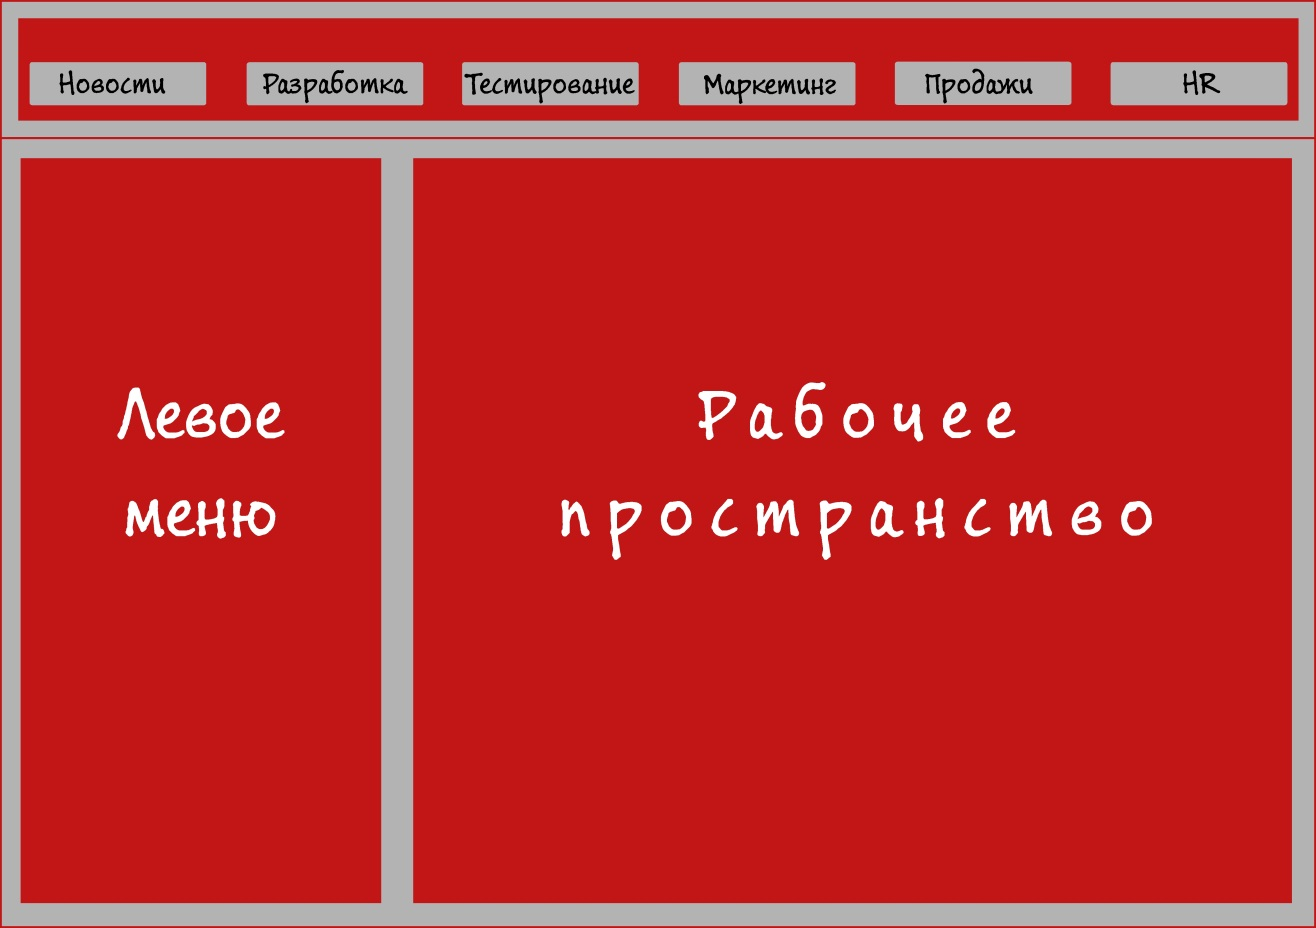 Новости Разработка Тестирование Маркетинг Продажи HR
Левое
меню
Рабочее
пространство